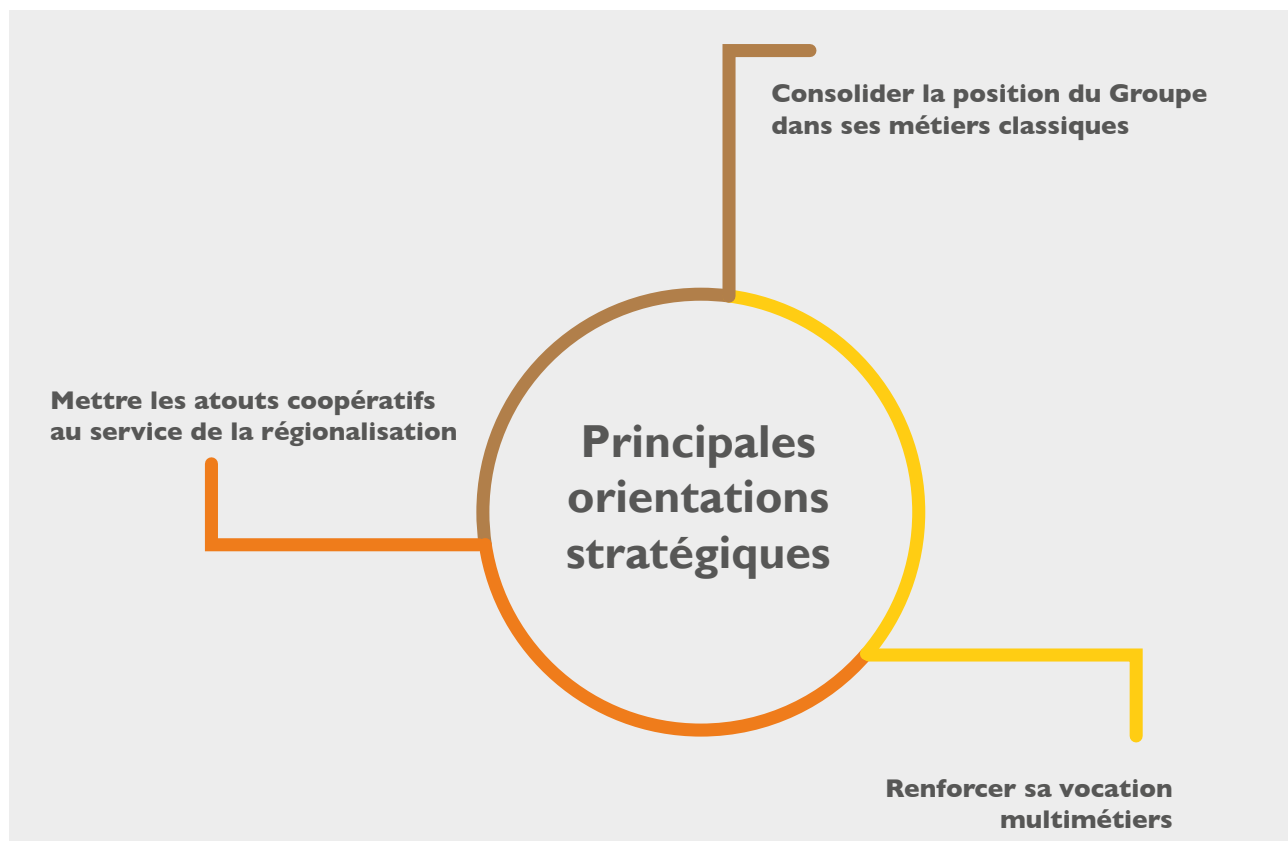 Consolider la position du Groupe
dans ses métiers classiques
Mettre les atouts coopératifs
au service de la régionalisation
Principales
orientations
stratégiques
Renforcer sa vocation
multimétiers